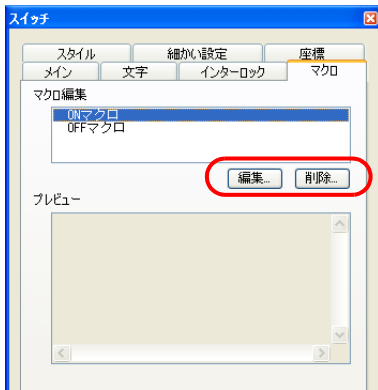 スイッチ
スタイル 細かい設定 座標
メイン 文字 インターロック マクロ
マクロ編集
ONマクロ
OFFマクロ
編集... 削除...
プレビュー